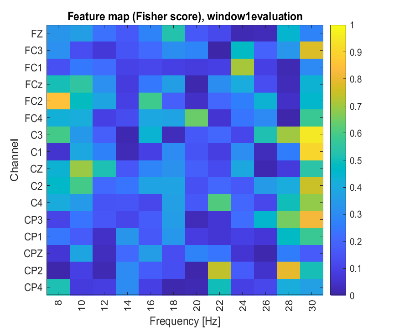 Feature map (Fisher score), window1evaluation
Channel
FZ
FC3
FC1
FCz
FC2
FC4
C3
C1
CZ
C2
C4
CP3
CP1
CPZ
CP2
CP4
8 10 12 14 16 18 20 22 24 26 28 30
Frequency [Hz]
1
0.9
0.8
0.7
0.6
0.5
0.4
0.3
0.2
0.1
0